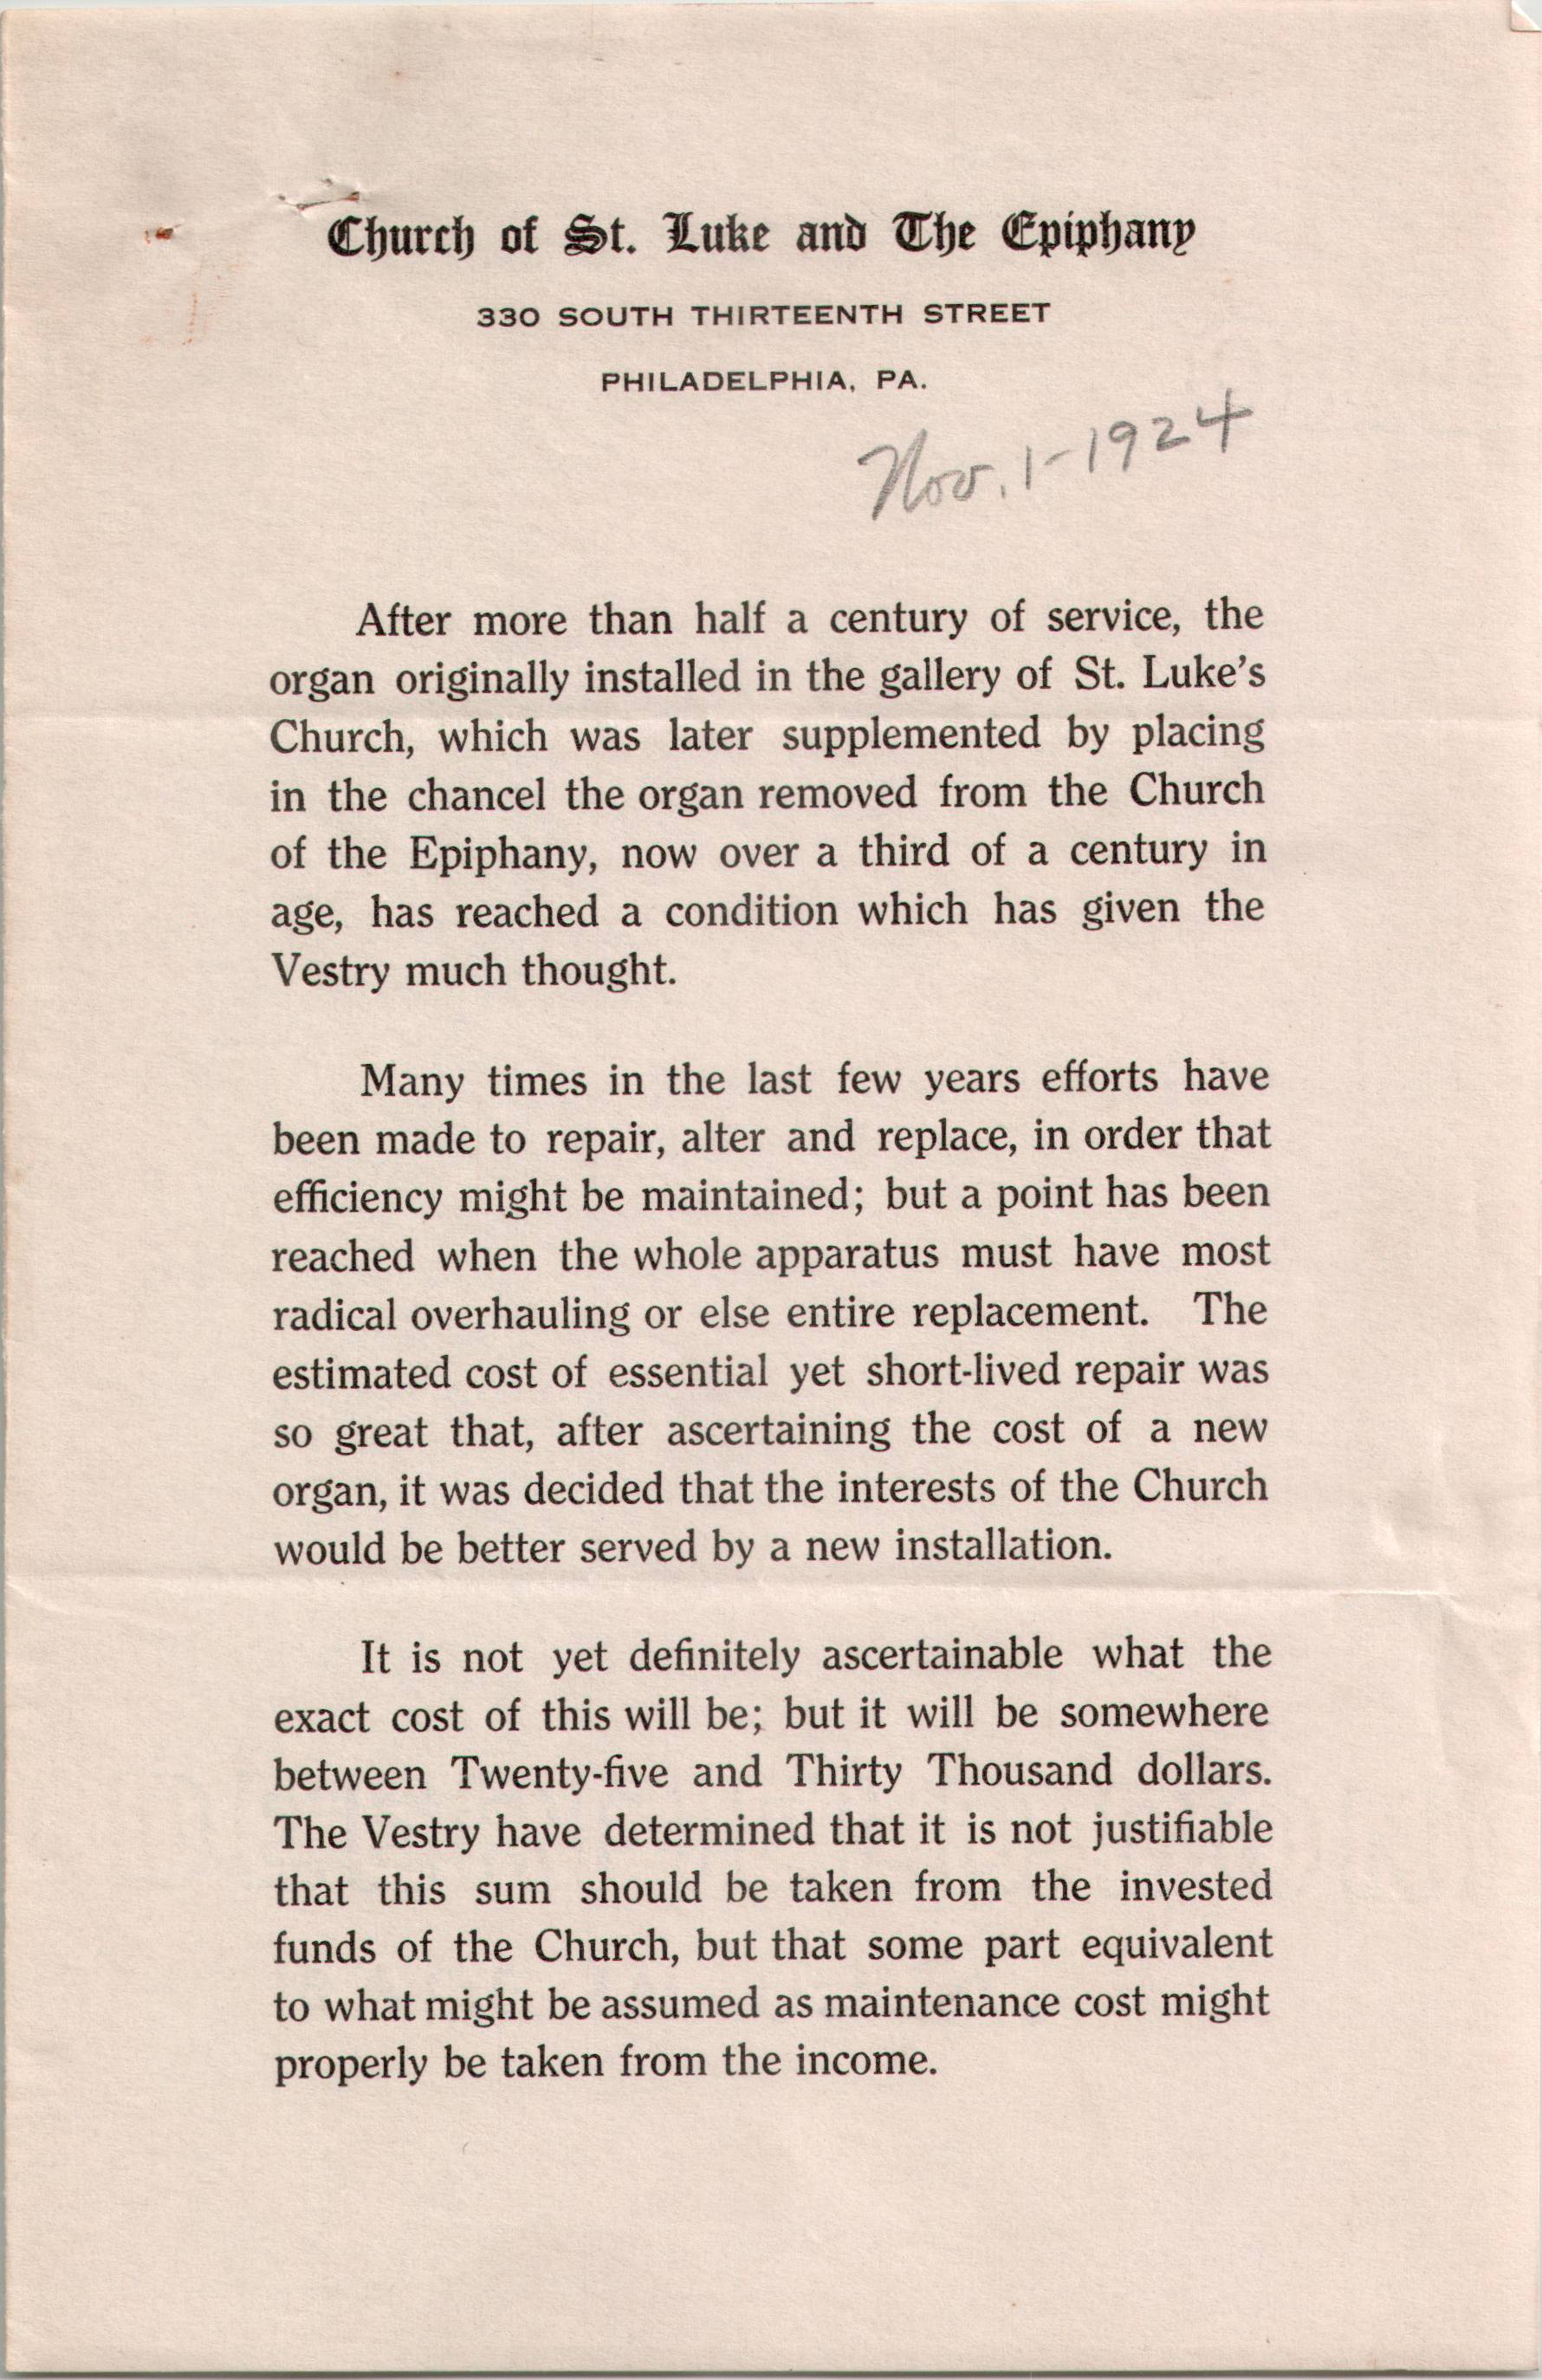 Church of St. Luke and The Epiphany
330 SOUTH THIRTEENTH STREET
PHILADELPHIA, PA.
Nov. 1-1924
After more than half a century of service, the
organ originally installed in the gallery of St. Luke's
Church, which was later supplemented by placing
in the chancel the organ removed from the Church
of the Epiphany, now over a third of a century in
age, has reached a condition which has given the
Vestry much thought.
Many times in the last few years efforts have
been made to repair, alter and replace, in order that
efficiency might be maintained; but a point has been
reached when the whole apparatus must have most
radical overhauling or else entire replacement. The
estimated cost of essential yet short-lived repair was
so great that, after ascertaining the cost of a new
organ, it was decided that the interests of the Church
would be better served by a new installation.
It is not yet definitely ascertainable what the
exact cost of this will be; but it will be somewhere
between Twenty-five and Thirty Thousand dollars.
The Vestry have determined that it is not justifiable
that this sum should be taken from the invested
funds of the Church, but that some part equivalent
to what might be assumed as maintenance cost might
properly be taken from the income.